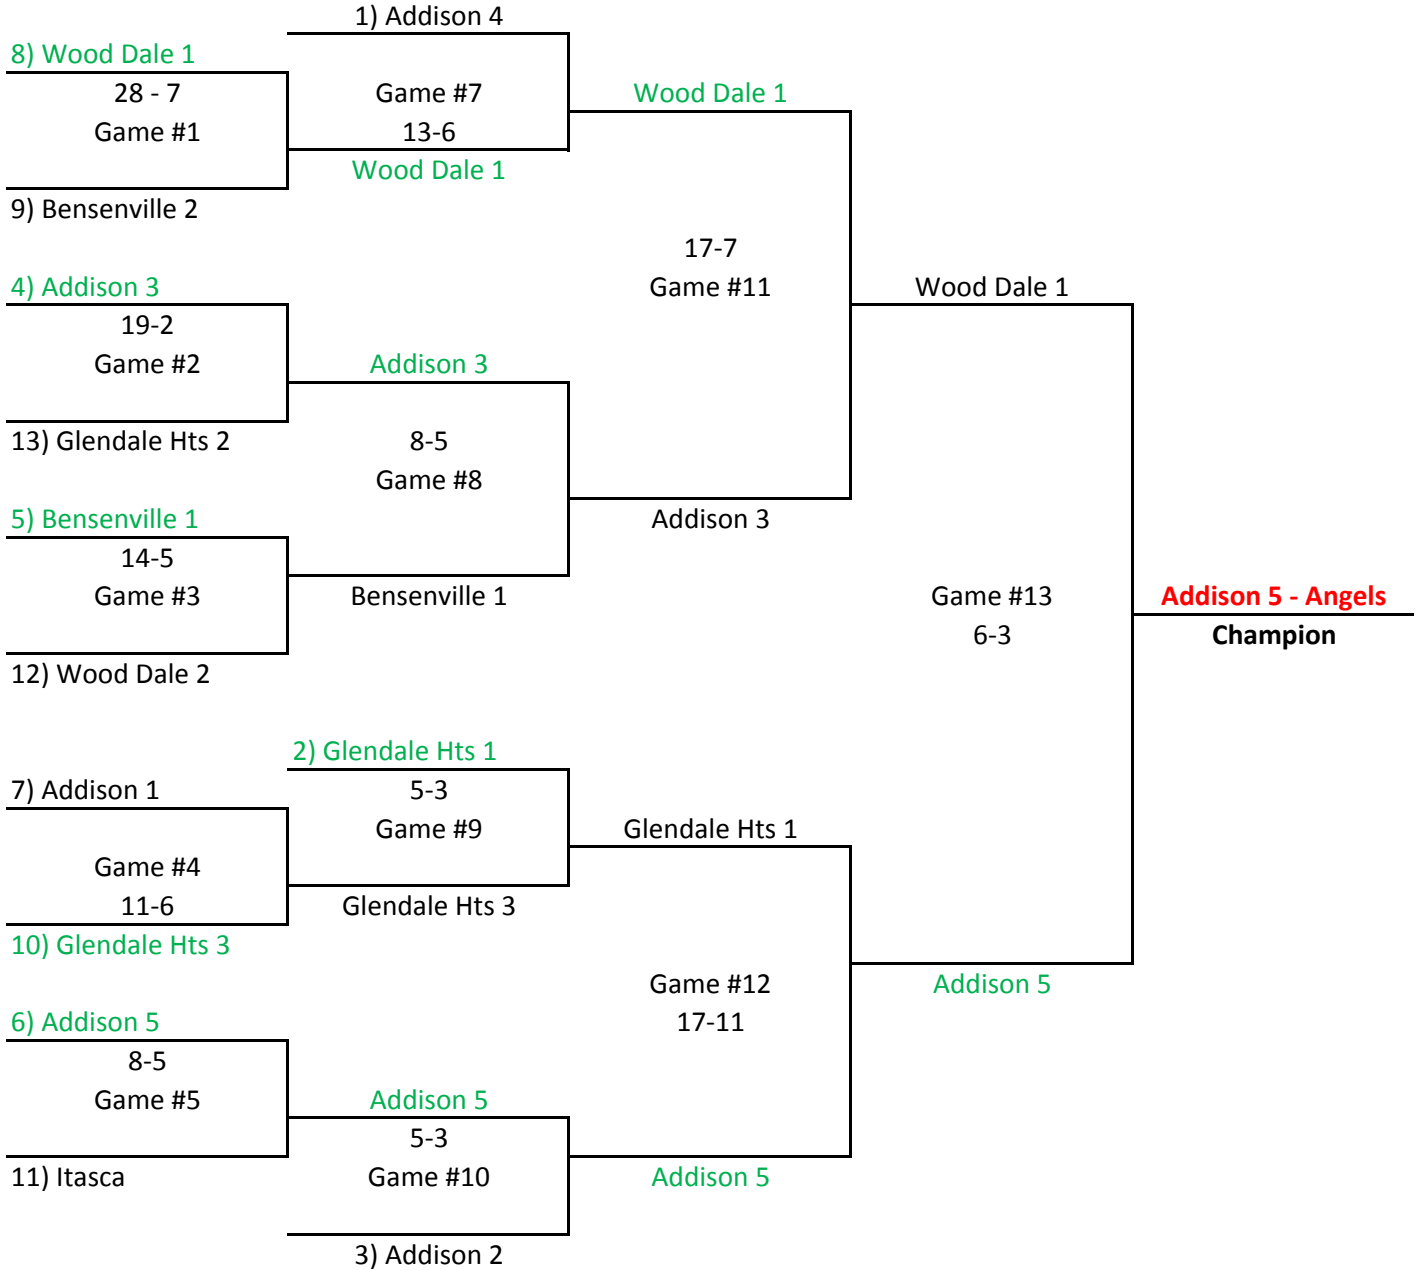 1) Addison 4
8) Wood Dale 1
28 - 7
Game #1
9) Bensenville 2
Game #7
13-6
Wood Dale 1
Wood Dale 1
4) Addison 3
19-2
Game #2
13) Glendale Hts 2
Addison 3
8-5
Game #8
5) Bensenville 1
14-5
Game #3
12) Wood Dale 2
Bensenville 1
17-7
Game #11
Addison 3
Wood Dale 1
Game #13
6-3
Addison 5 - Angels
Champion
2) Glendale Hts 1
7) Addison 1
Game #4
11-6
10) Glendale Hts 3
5-3
Game #9
Glendale Hts 3
Glendale Hts 1
6) Addison 5
8-5
Game #5
11) Itasca
Addison 5
5-3
Game #10
3) Addison 2
Game #12
17-11
Addison 5
Addison 5